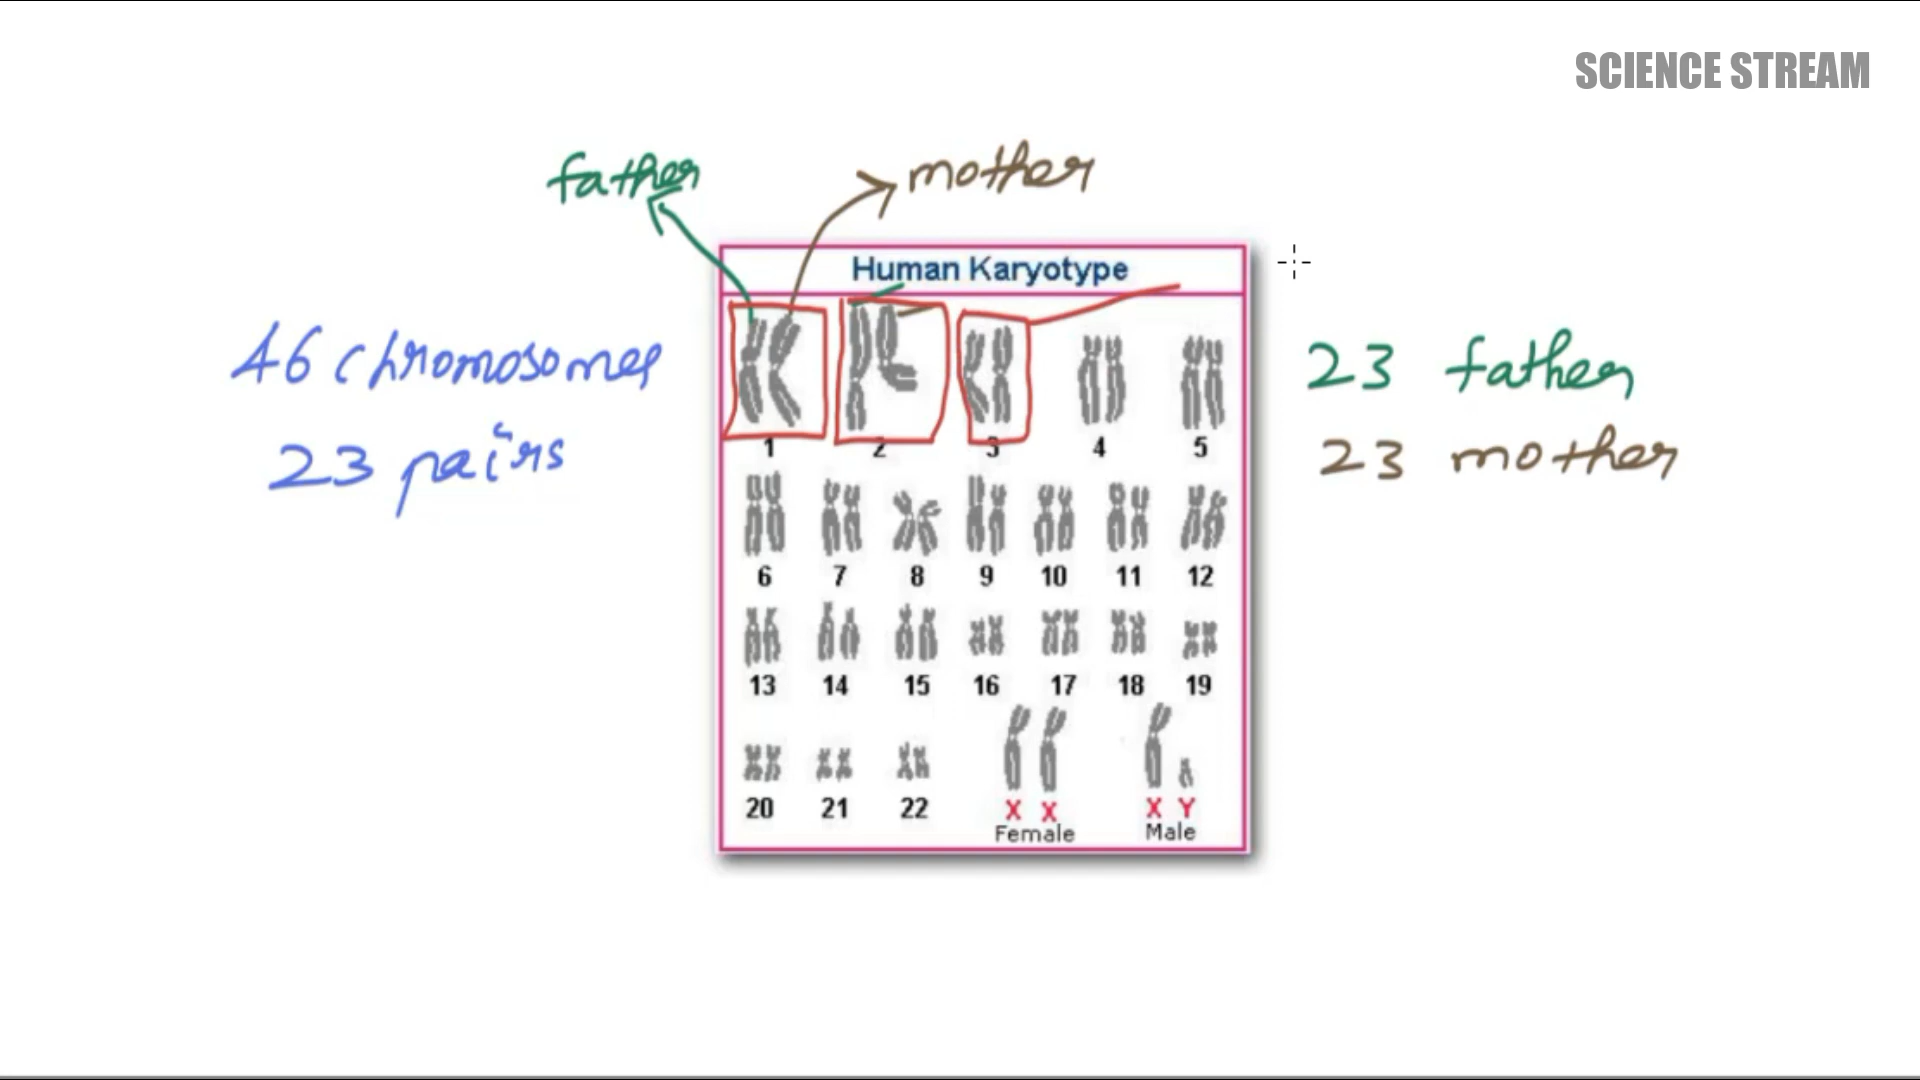 SCIENCE STREAM
father
mother
Human Karyotype
46 chromosomes
23 pairs
23 father
23 mother
1 2 3 4 5
6 7 8 9 10 11 12
13 14 15 16 17 18 19
20 21 22
X X X Y
Female Male